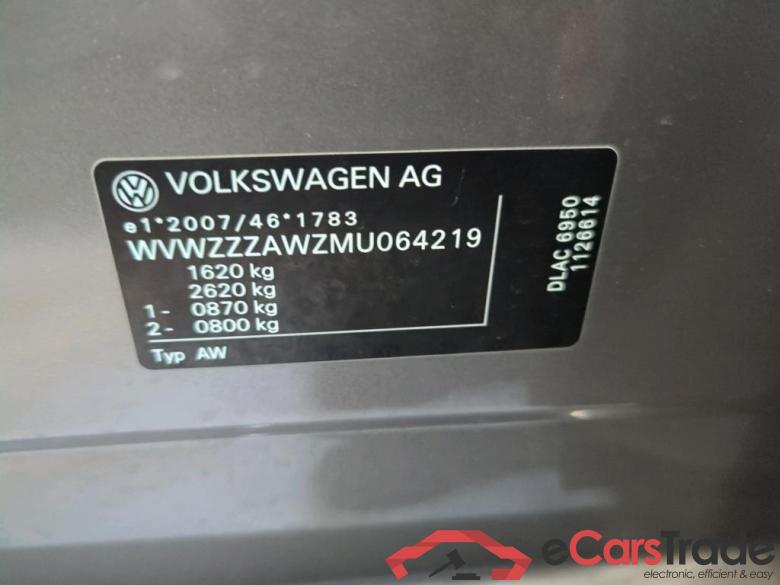 VOLKSWAGEN AG
e1*2007/46*1783
WVWZZZAWZMU064219
1620 kg
2620 kg
1- 0870 kg
2- 0800 kg
Typ AW
DLAC 6950
1126614
eCarsTrade
electronic, efficient & easy